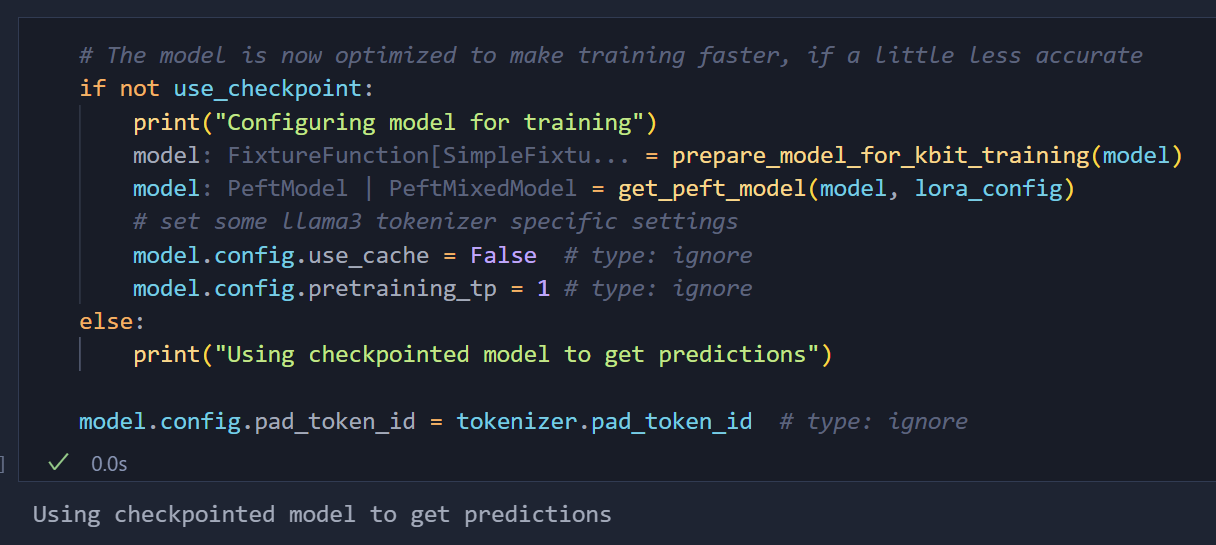 # The model is now optimized to make training faster, if a little less accurate
if not use_checkpoint:
print("Configuring model for training")
model: FixtureFunction[SimpleFixtu... = prepare_model_for_kbit_training(model)
model: PeftModel | PeftMixedModel = get_peft_model(model, lora_config)
# set some llama3 tokenizer specific settings
model.config.use_cache = False  # type: ignore
model.config.pretraining_tp = 1 # type: ignore
else:
print("Using checkpointed model to get predictions")
model.config.pad_token_id = tokenizer.pad_token_id  # type: ignore
] ✓ 0.0s
Using checkpointed model to get predictions